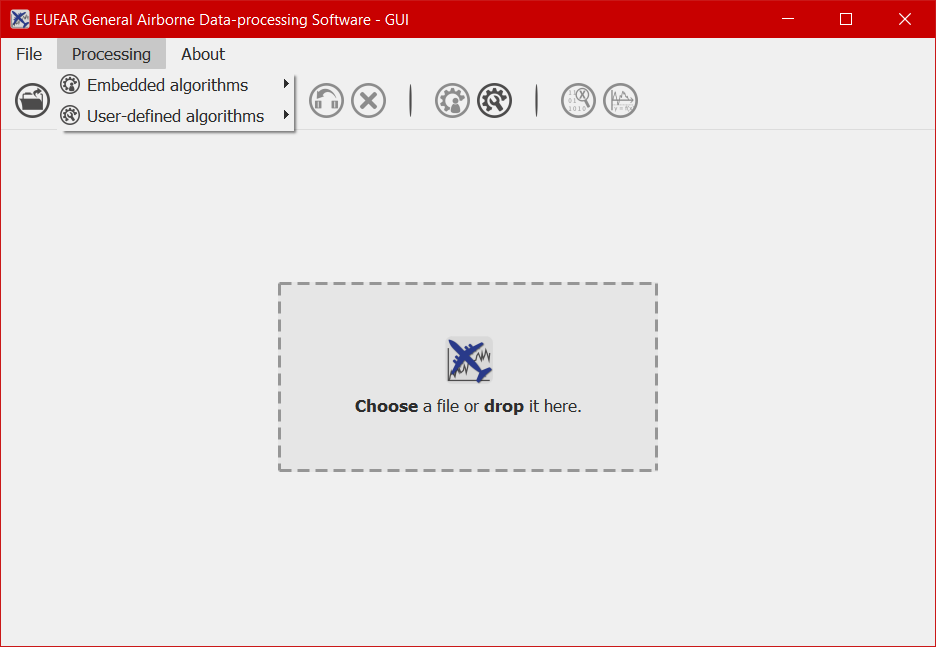 EUFAR General Airborne Data-processing Software - GUI
File Processing About
Embedded algorithms
User-defined algorithms
Choose a file or drop it here.